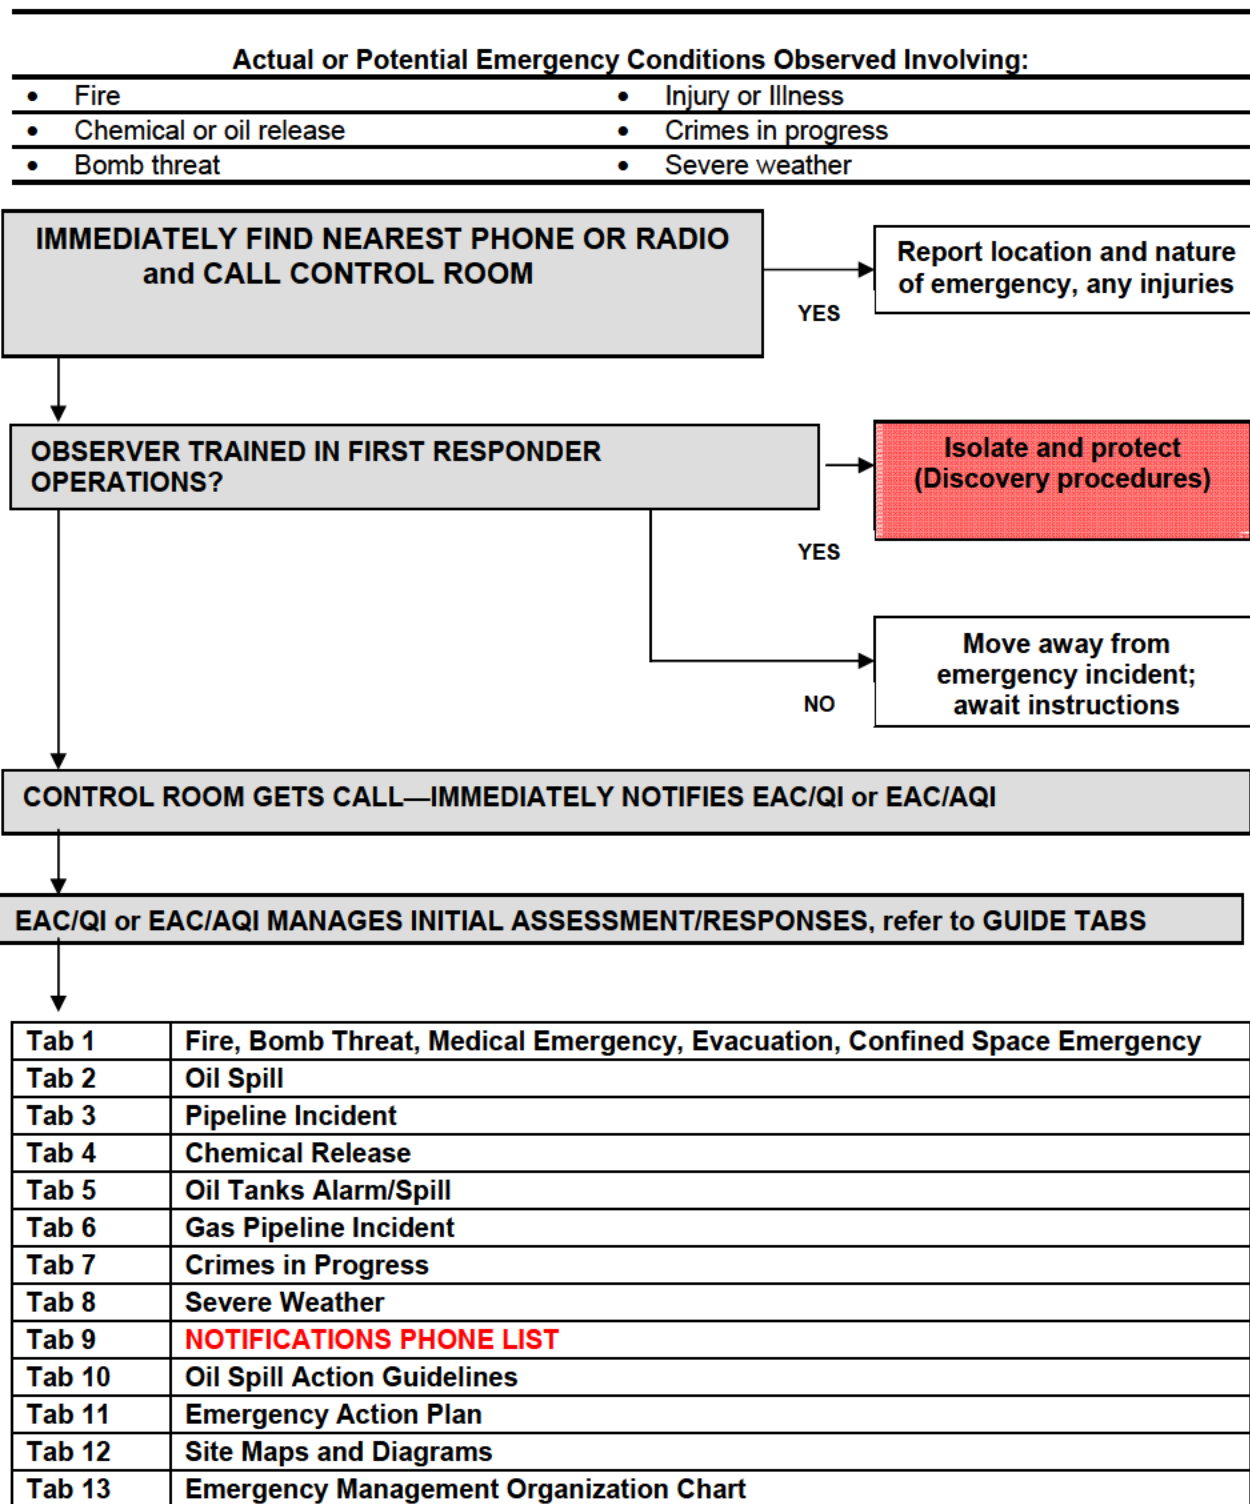 Actual or Potential Emergency Conditions Observed Involving:
• Fire
• Injury or Illness
• Chemical or oil release
• Crimes in progress
• Bomb threat
• Severe weather
IMMEDIATELY FIND NEAREST PHONE OR RADIO
and CALL CONTROL ROOM
YES
Report location and nature
of emergency, any injuries
OBSERVER TRAINED IN FIRST RESPONDER
OPERATIONS?
YES
Isolate and protect
(Discovery procedures)
NO
Move away from
emergency incident;
await instructions
CONTROL ROOM GETS CALL—IMMEDIATELY NOTIFIES EAC/QI or EAC/AQI
EAC/QI or EAC/AQI MANAGES INITIAL ASSESSMENT/RESPONSES, refer to GUIDE TABS
Tab 1 Fire, Bomb Threat, Medical Emergency, Evacuation, Confined Space Emergency
Tab 2 Oil Spill
Tab 3 Pipeline Incident
Tab 4 Chemical Release
Tab 5 Oil Tanks Alarm/Spill
Tab 6 Gas Pipeline Incident
Tab 7 Crimes in Progress
Tab 8 Severe Weather
Tab 9 NOTIFICATIONS PHONE LIST
Tab 10 Oil Spill Action Guidelines
Tab 11 Emergency Action Plan
Tab 12 Site Maps and Diagrams
Tab 13 Emergency Management Organization Chart